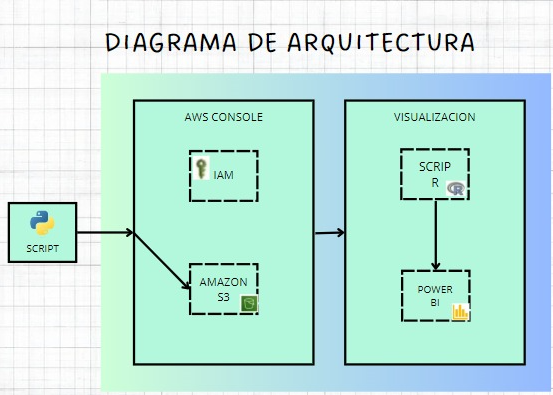 DIAGRAMA DE ARQUITECTURA
AWS CONSOLE
IAM
AMAZON
S3
SCRIPT
VISUALIZACION
SCRIP
R
POWER
BI